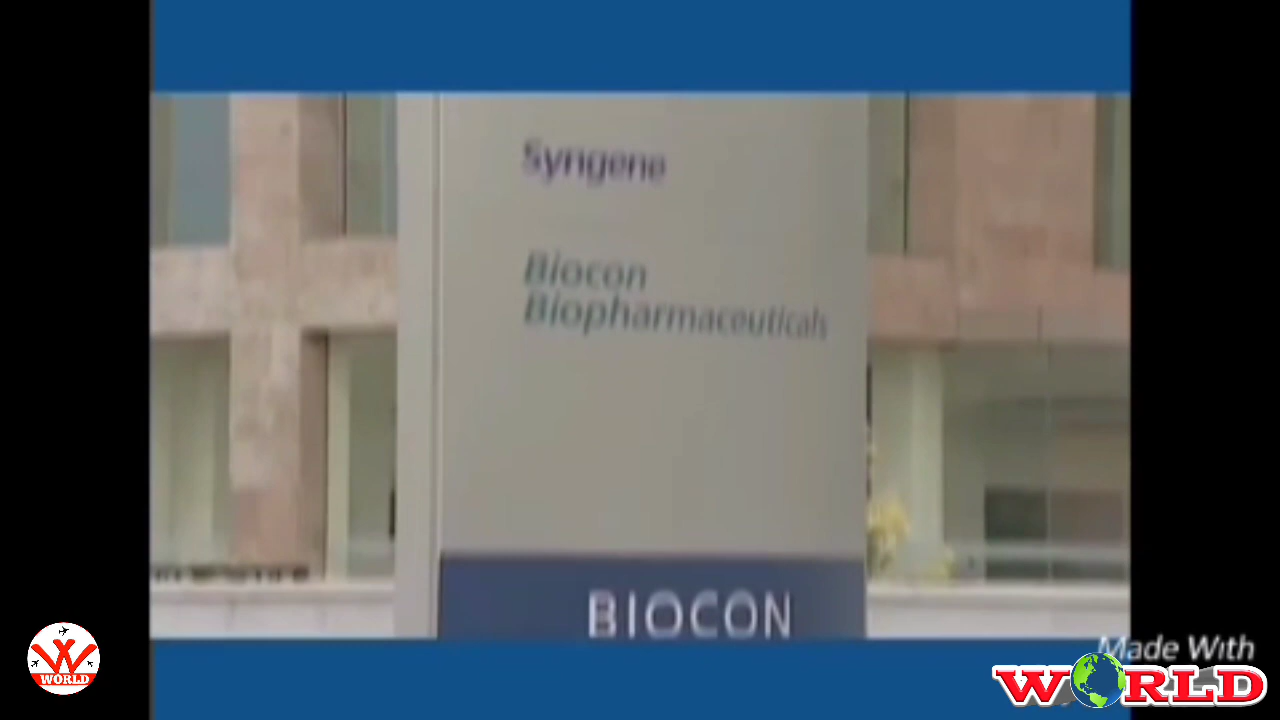 Syngene
Biocon
Biopharmaceuticals
BIOCON
WORLD
Made With
WORLD